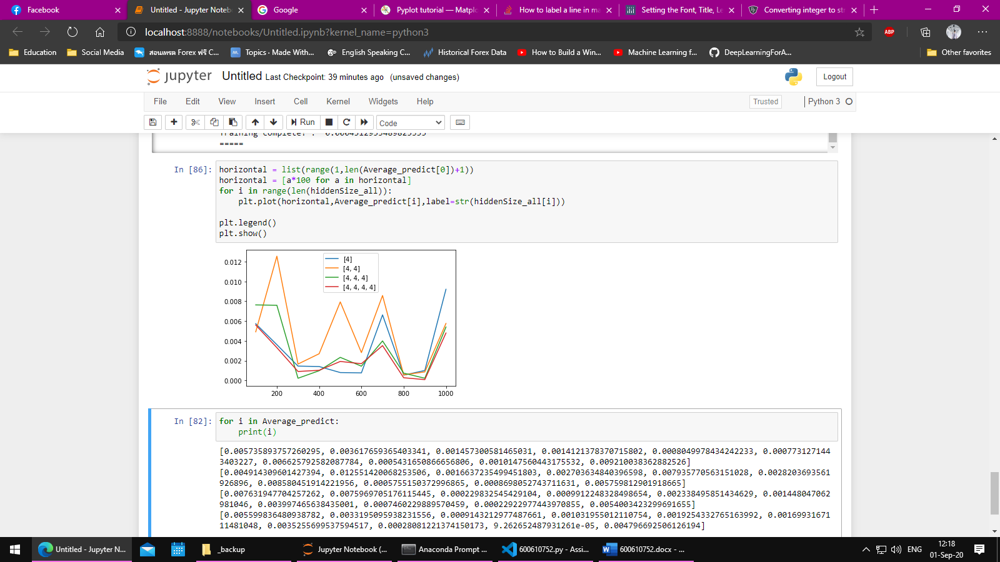 Facebook
Untitled - Jupyter Noteb
Google
Pyplot tutorial — Matpl
How to label a line in ma
Setting the Font, Title, Le
Converting integer to st
localhost:8888/notebooks/Untitled.ipynb?kernel_name=python3
ABP
Education
Social Media
สอนเทรด Forex ฟรี C...
Topics · Made With...
English Speaking C...
Historical Forex Data
How to Build a Win...
Machine Learning f...
DeepLearningForA...
Other favorites
jupyter Untitled Last Checkpoint: 39 minutes ago (unsaved changes)
Logout
File Edit View Insert Cell Kernel Widgets Help
Trusted
Python 3
Run
Code
=====
In [86]:
horizontal = list(range(1,len(Average_predict[0])+1))
horizontal = [a*100 for a in horizontal]
for i in range(len(hiddenSize_all)):
    plt.plot(horizontal,Average_predict[i],label=str(hiddenSize_all[i]))
plt.legend()
plt.show()
[4]
[4, 4]
[4, 4, 4]
[4, 4, 4, 4]
0.012
0.010
0.008
0.006
0.004
0.002
0.000
200 400 600 800 1000
In [82]:
for i in Average_predict:
    print(i)
[0.005735893757260295, 0.003617659365403341, 0.001457300581465031, 0.0014121378370715802, 0.0008049978434242233, 0.000773127144
3403227, 0.006625792582087784, 0.0005431650866656806, 0.0010147560443175532, 0.009210038362882526]
[0.004914309601427394, 0.012551420068253506, 0.0016637235499451803, 0.002703634840396598, 0.007935770563151028, 0.0028203693561
926896, 0.008580451914221956, 0.0005755150372996865, 0.0008698052743711631, 0.005759812901918665]
[0.007631947704257262, 0.0075969705176115445, 0.000229832545429104, 0.0009912248328498654, 0.002338495851434629, 0.001448047062
981046, 0.003997465638435001, 0.0007460229889570459, 0.00022922977443970855, 0.0054003423299691655]
[0.005599836480938782, 0.0033195095938231556, 0.0009143212977487661, 0.001031955012110754, 0.0019254332765163992, 0.00169931667
11481048, 0.0035255699537594517, 0.00028081221374150173, 9.262652487931261e-05, 0.004796692506126194]
Untitled - Jupyter N...
_backup
Jupyter Notebook (...
Anaconda Prompt ...
600610752.py - Assi...
600610752.docx - ...
ENG
12:18
01-Sep-20